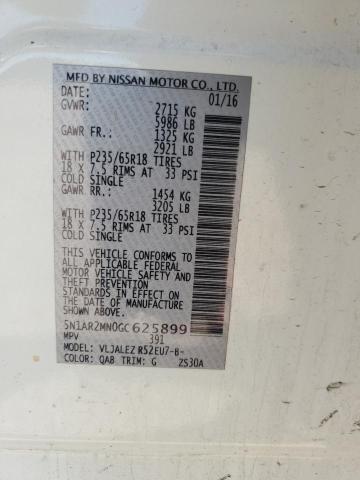 MFD BY NISSAN MOTOR CO., LTD.
DATE: 01/16
GVWR: 2715 KG
5986 LB
GAWR FR.: 1325 KG
2921 LB
WITH P235/65R18 TIRES
18 X 7.5 RIMS AT 33 PSI
COLD SINGLE
GAWR RR.: 1454 KG
3205 LB
WITH P235/65R18 TIRES
18 X 7.5 RIMS AT 33 PSI
COLD SINGLE
THIS VEHICLE CONFORMS TO
ALL APPLICABLE U.S. FEDERAL
MOTOR VEHICLE SAFETY AND
THEFT PREVENTION STANDARDS
IN EFFECT ON THE DATE OF
MANUFACTURE SHOWN ABOVE.
5N1AR2MN0GC625899
MPV 391
MODEL: VLJALEZ R52EU7-B-
COLOR: QAB TRIM: G ZS30A